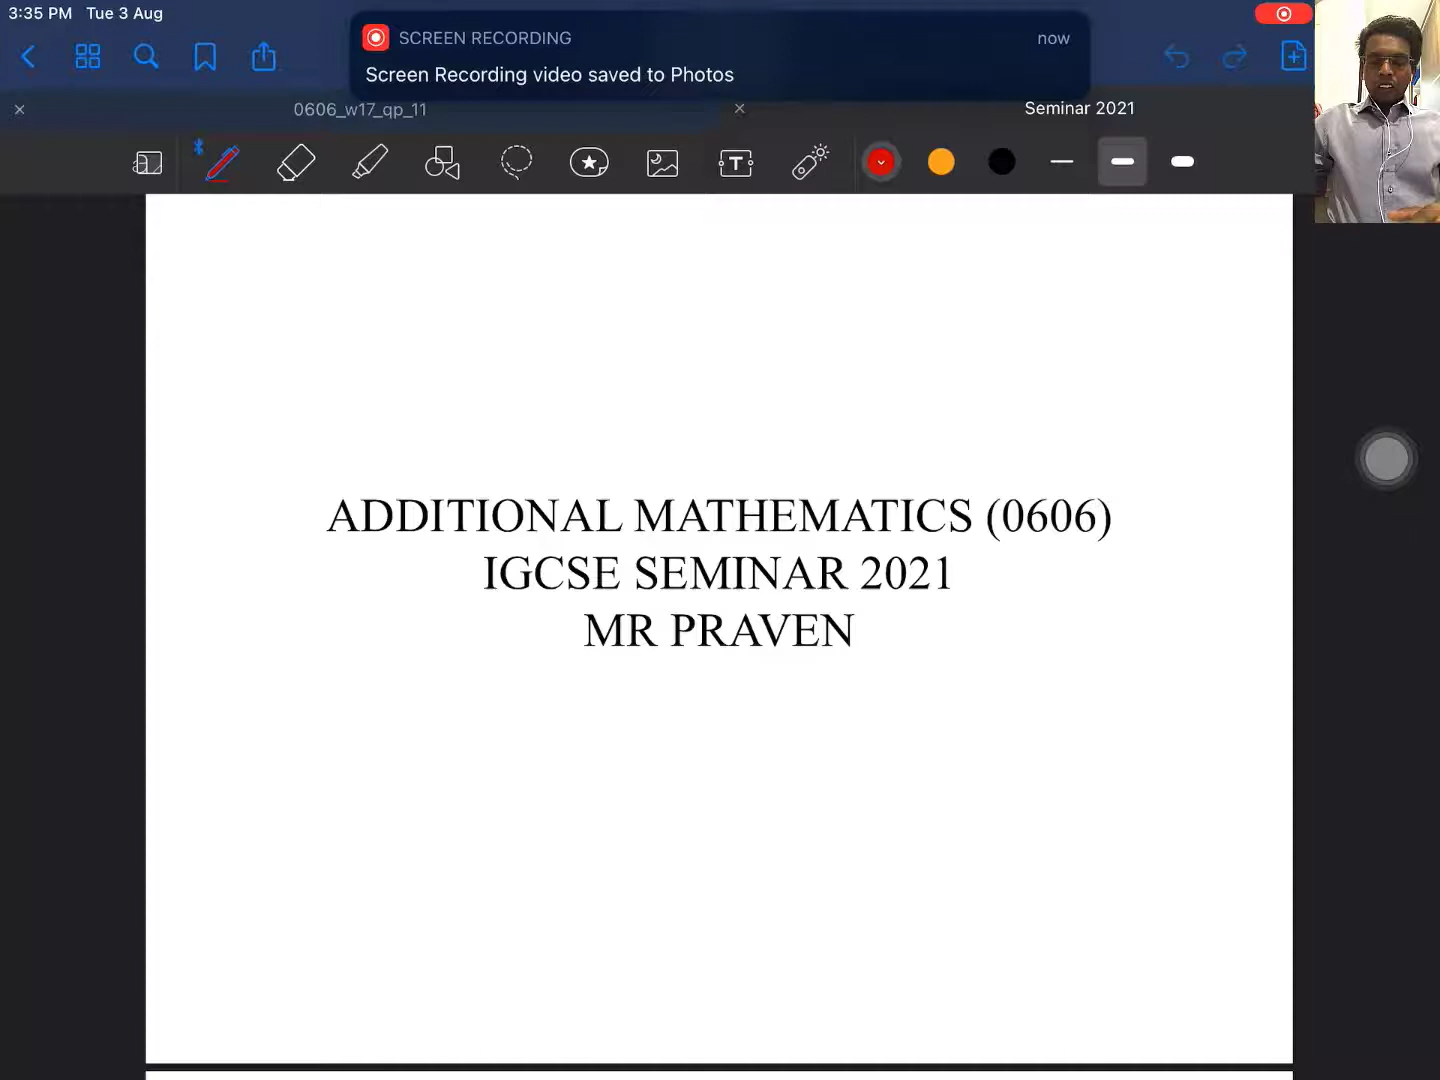 3:35 PM Tue 3 Aug
SCREEN RECORDING now
Screen Recording video saved to Photos
0606_w17_qp_11
Seminar 2021
ADDITIONAL MATHEMATICS (0606)
IGCSE SEMINAR 2021
MR PRAVEN